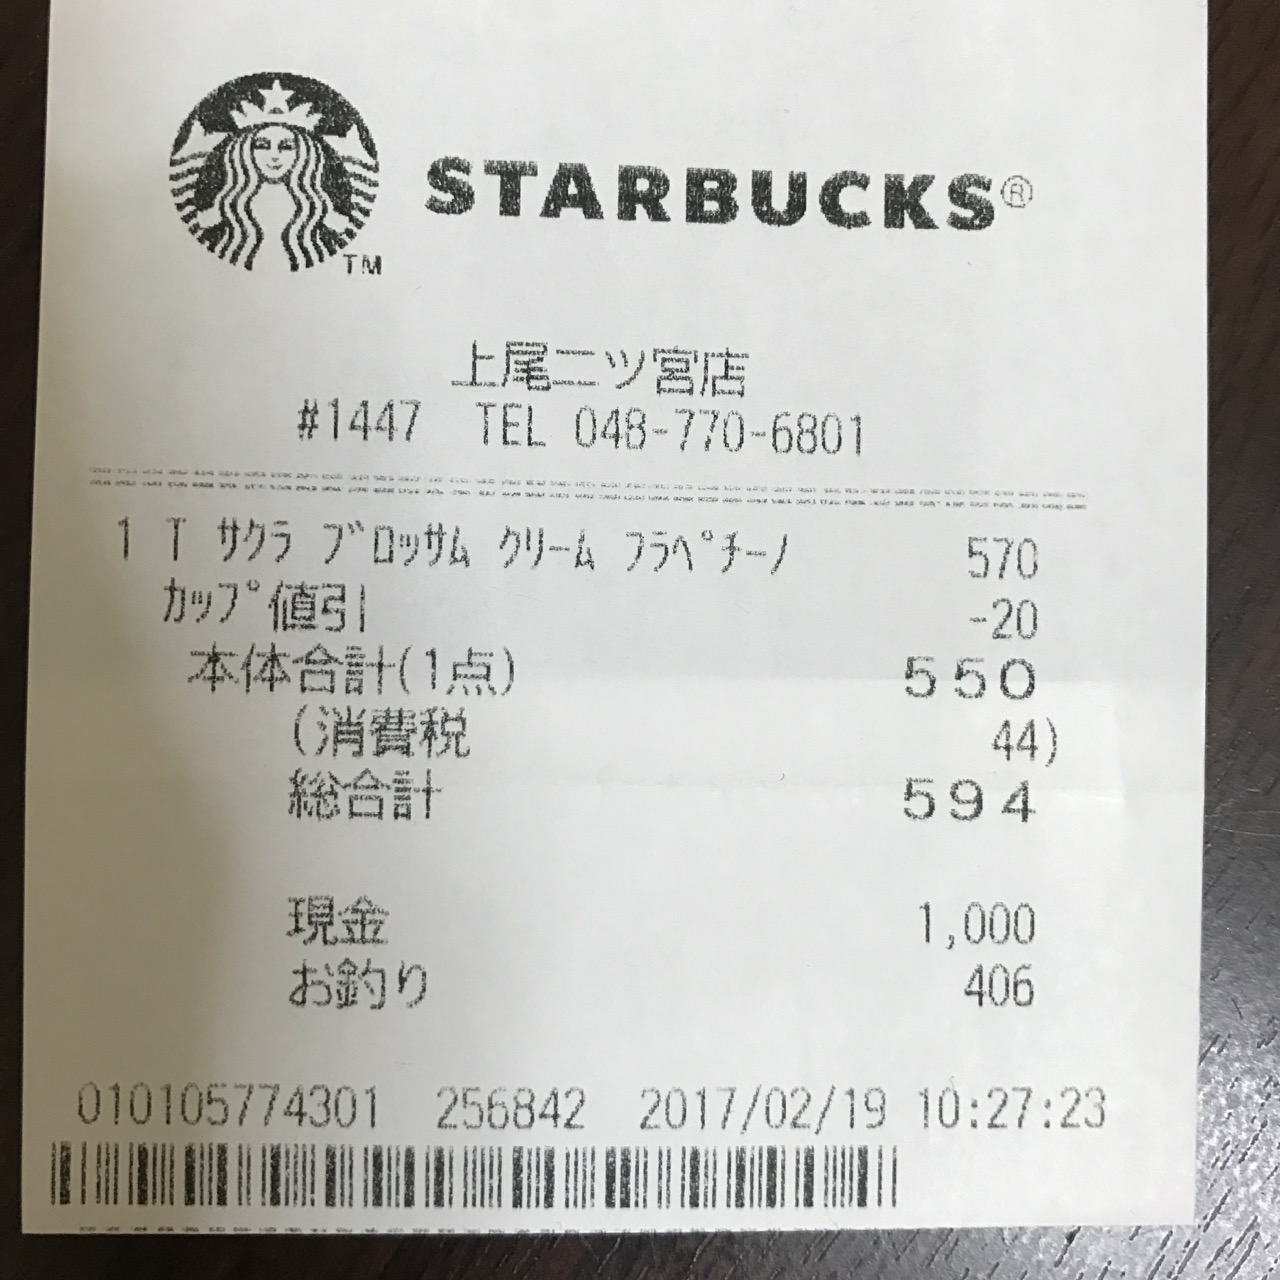 TM
STARBUCKS®
上尾二ツ宮店
#1447 TEL 048-770-6801
1 T サクラ ブロッサム クリーム フラペチーノ 570
カップ値引 -20
本体合計(1点) 550
(消費税 44)
総合計 594
現金 1,000
お釣り 406
010105774301 256842 2017/02/19 10:27:23